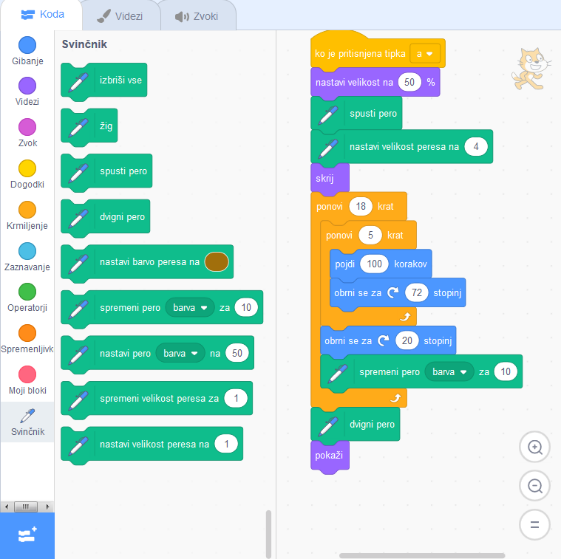 Koda
Videzi
Zvoki
Gibanje
Videzi
Zvok
Dogodki
Krmiljenje
Zaznavanje
Operatorji
Spremenljivk
Moji bloki
Svinčnik
Svinčnik
izbriši vse
žig
spusti pero
dvigni pero
nastavi barvo peresa na
spremeni pero barva za 10
nastavi pero barva na 50
spremeni velikost peresa za 1
nastavi velikost peresa na 1
ko je pritisnjena tipka a
nastavi velikost na 50 %
spusti pero
nastavi velikost peresa na 4
skrij
ponovi 18 krat
ponovi 5 krat
pojdi 100 korakov
obrni se za 72 stopinj
obrni se za 20 stopinj
spremeni pero barva za 10
dvigni pero
pokaži